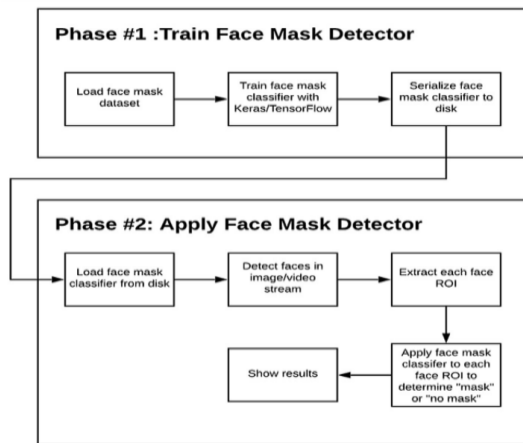 Phase #1 :Train Face Mask Detector
Load face mask
dataset
Train face mask
classifier with
Keras/TensorFlow
Serialize face
mask classifier to
disk
Phase #2: Apply Face Mask Detector
Load face mask
classifier from disk
Detect faces in
image/video
stream
Extract each face
ROI
Apply face mask
classifer to each
face ROI to
determine "mask"
or "no mask"
Show results